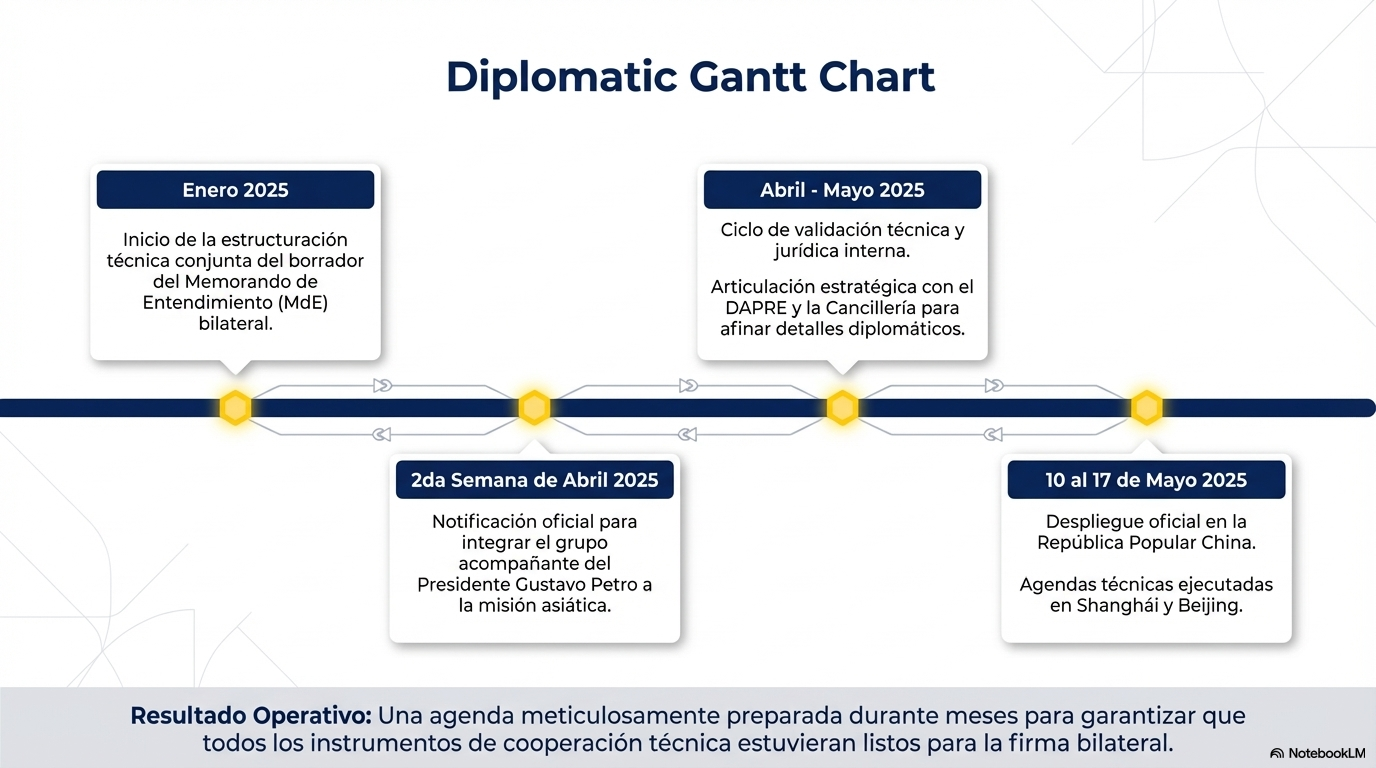 Diplomatic Gantt Chart
Enero 2025
Inicio de la estructuración
técnica conjunta del borrador
del Memorando de
Entendimiento (MdE)
bilateral.
2da Semana de Abril 2025
Notificación oficial para
integrar el grupo
acompañante del
Presidente Gustavo Petro a
la misión asiática.
Abril - Mayo 2025
Ciclo de validación técnica y
jurídica interna.
Articulación estratégica con el
DAPRE y la Cancillería para
afinar detalles diplomáticos.
10 al 17 de Mayo 2025
Despliegue oficial en la
República Popular China.
Agendas técnicas ejecutadas
en Shanghái y Beijing.
Resultado Operativo: Una agenda meticulosamente preparada durante meses para garantizar que
todos los instrumentos de cooperación técnica estuvieran listos para la firma bilateral.
NotebookLM